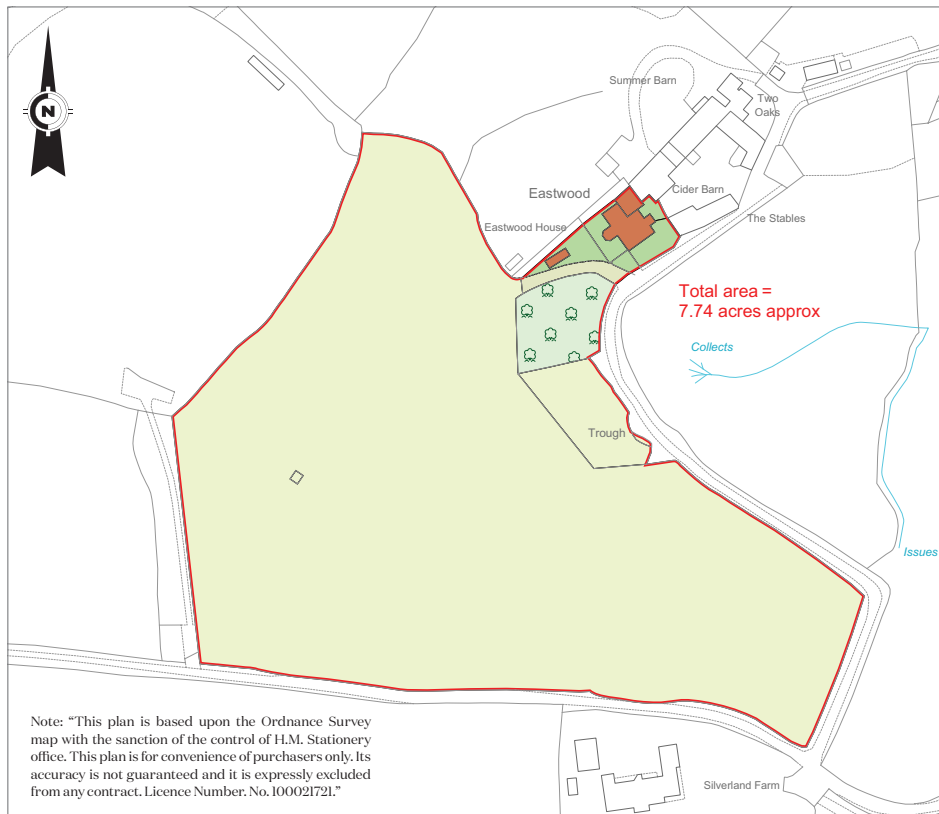 N
Summer Barn
Two
Oaks
Eastwood
Cider Barn
Eastwood House
The Stables
Total area =
7.74 acres approx
Collects
Trough
Issues
Note: “This plan is based upon the Ordnance Survey
map with the sanction of the control of H.M. Stationery
office. This plan is for convenience of purchasers only. Its
accuracy is not guaranteed and it is expressly excluded
from any contract. Licence Number. No. 100021721.”
Silverland Farm